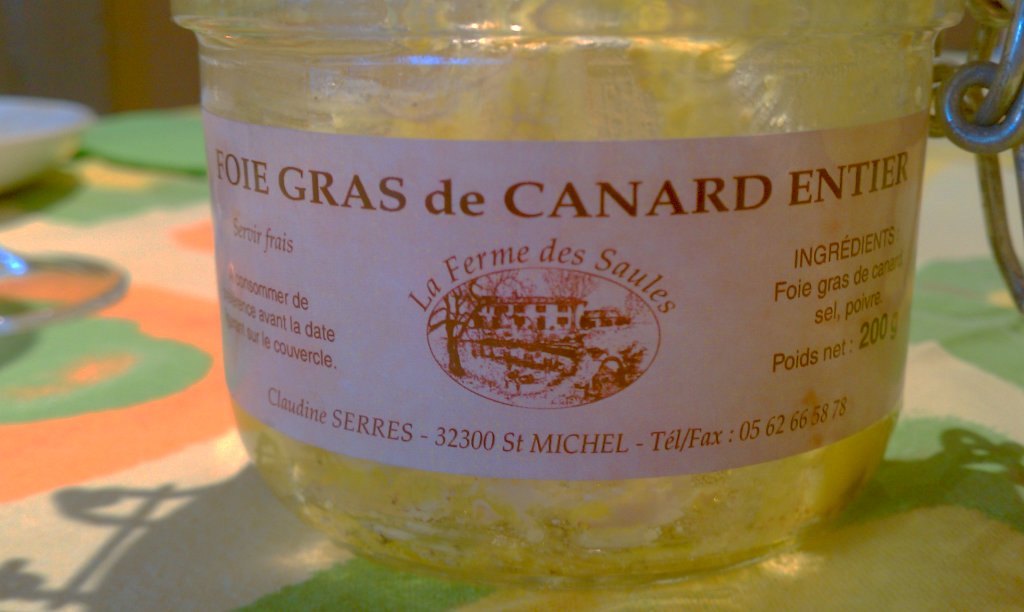 FOIE GRAS de CANARD ENTIER
Servir frais
consommer de
avant la date
sur le couvercle.
La Ferme des Saules
INGRÉDIENTS :
Foie gras de canard,
sel, poivre.
Poids net : 200 g
Claudine SERRES - 32300 St MICHEL - Tél/Fax : 05 62 66 58 78